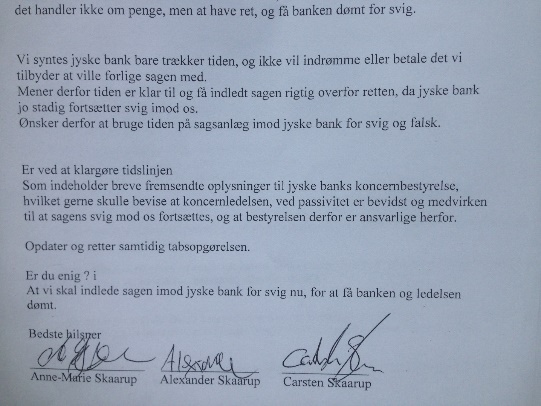 det handler ikke om penge, men at have ret, og få banken dømt for svig.
Vi syntes jyske bank bare trækker tiden, og ikke vil indrømme eller betale det vi
tilbyder at ville forlige sagen med.
Mener derfor tiden er klar til og få indledt sagen rigtig overfor retten, da jyske bank
jo stadig fortsætter svig imod os.
Ønsker derfor at bruge tiden på sagsanlæg imod jyske bank for svig og falsk.
Er ved at klargøre tidslinjen
Som indeholder breve fremsendte oplysninger til jyske banks koncernbestyrelse,
hvilket gerne skulle bevise at koncernledelsen, ved passivitet er bevidst og medvirken
til at sagens svig mod os fortsættes, og at bestyrelsen derfor er ansvarlige herfor.
Opdater og retter samtidig tabsopgørelsen.
Er du enig ? i
At vi skal indlede sagen imod jyske bank for svig nu, for at få banken og ledelsen
dømt.
Bedste hilsner
Anne-Marie Skaarup Alexander Skaarup Carsten Skaarup